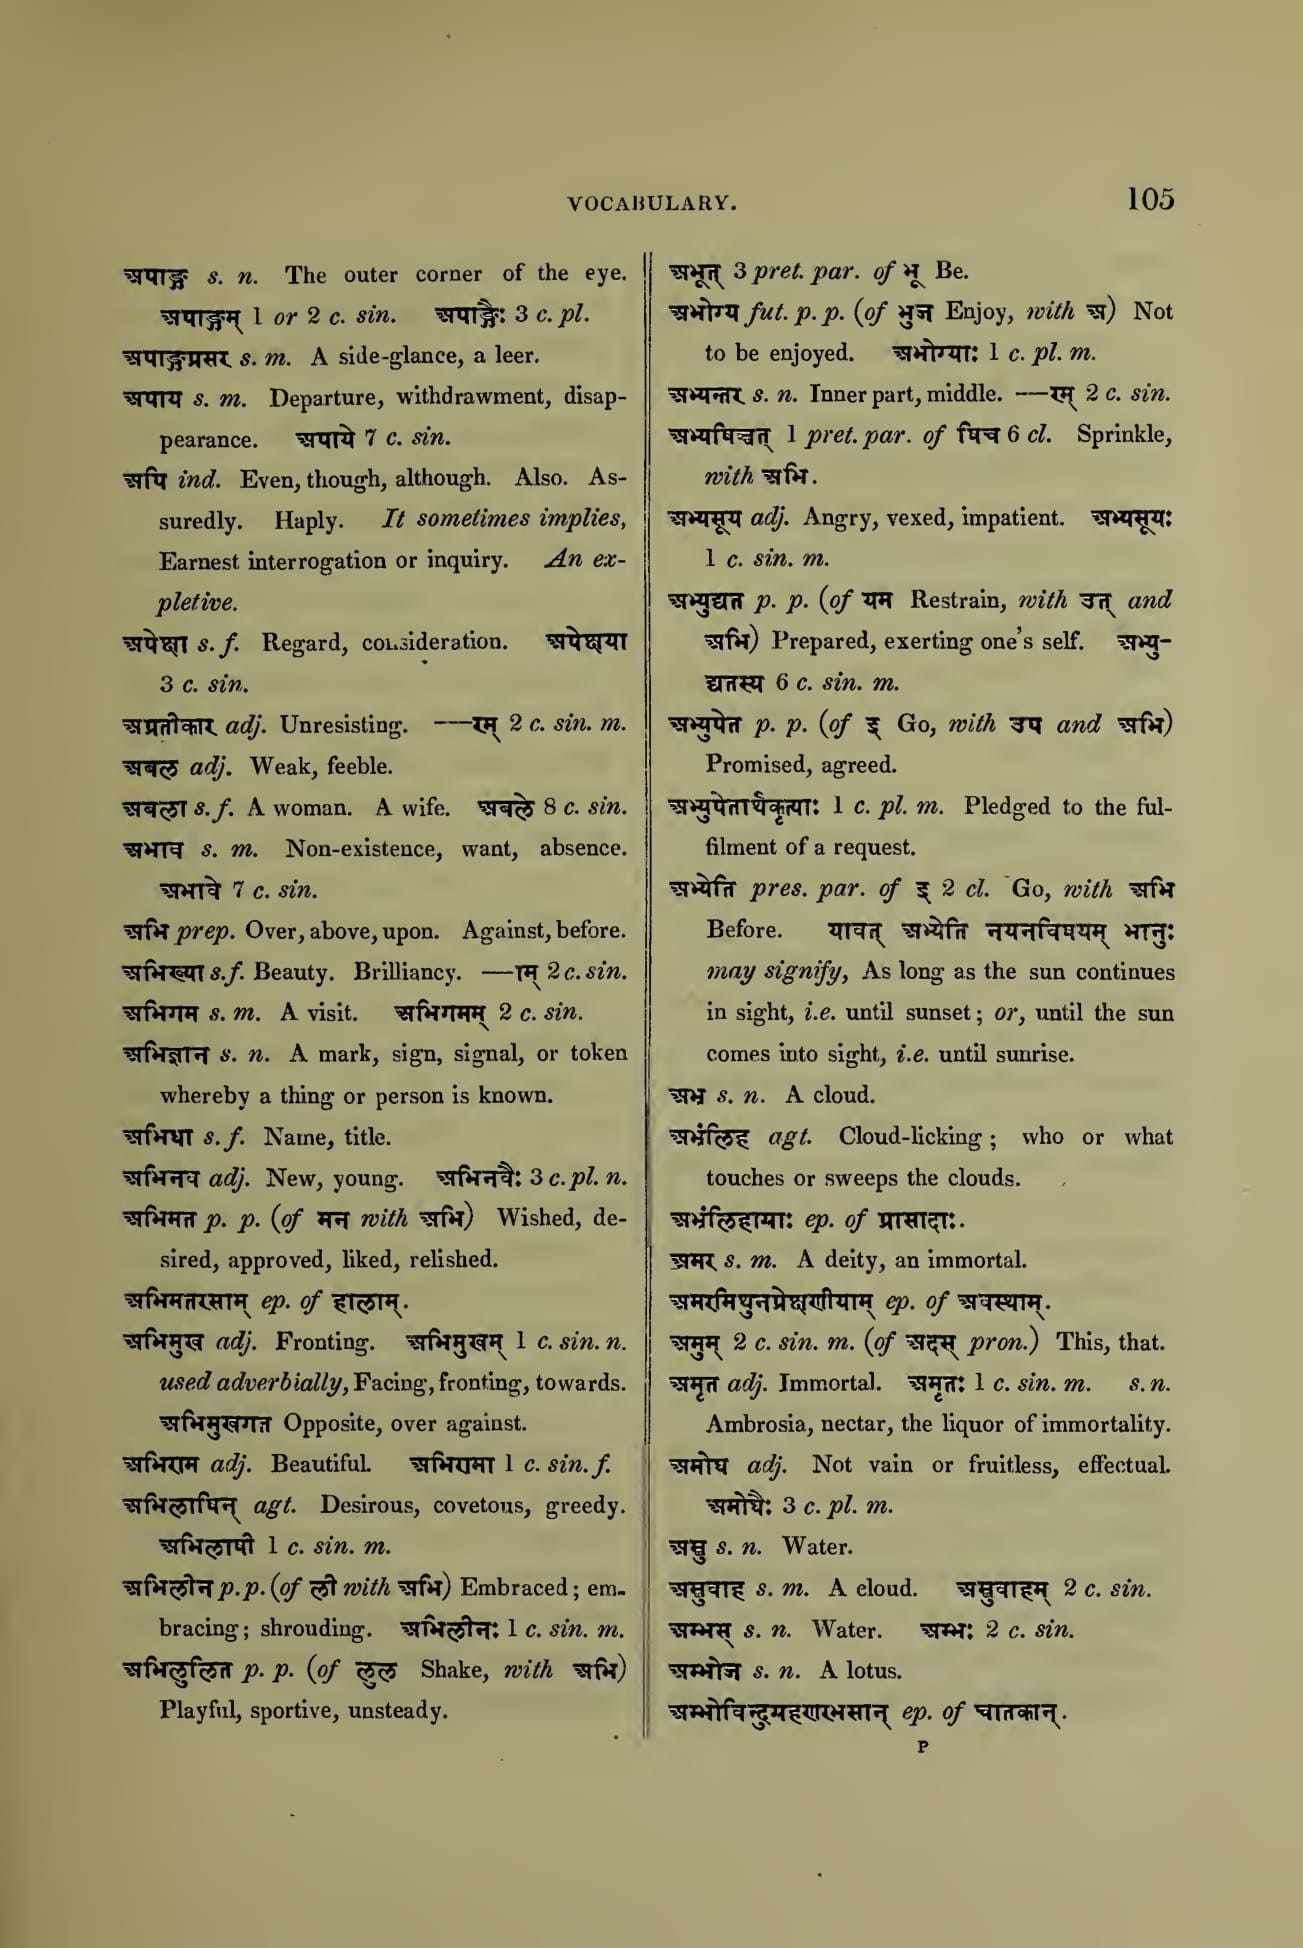 VOCABULARY.
105
अपाङ्ग s. n. The outer corner of the eye.
अपाङ्गम् 1 or 2 c. sin. अपाङ्गैः 3 c. pl.
अपाङ्गप्रसर s. m. A side-glance, a leer.
अपाय s. m. Departure, withdrawment, disap-
pearance. अपाये 7 c. sin.
अपि ind. Even, though, although. Also. As-
suredly. Haply. It sometimes implies,
Earnest interrogation or inquiry. An ex-
pletive.
अपेक्षा s. f. Regard, consideration. अपेक्षया
3 c. sin.
अप्रतीकार adj. Unresisting. —रम् 2 c. sin. m.
अबल adj. Weak, feeble.
अबला s. f. A woman. A wife. अबले 8 c. sin.
अभाव s. m. Non-existence, want, absence.
अभावे 7 c. sin.
अभि prep. Over, above, upon. Against, before.
अभिख्या s. f. Beauty. Brilliancy. —ाम् 2 c. sin.
अभिगम s. m. A visit. अभिगमम् 2 c. sin.
अभिज्ञान s. n. A mark, sign, signal, or token
whereby a thing or person is known.
अभिधा s. f. Name, title.
अभिनव adj. New, young. अभिनवैः 3 c. pl. n.
अभिमत p. p. (of मन with अभि) Wished, de-
sired, approved, liked, relished.
अभिमतरसाम् ep. of हालाम्.
अभिमुख adj. Fronting. अभिमुखम् 1 c. sin. n.
used adverbially, Facing, fronting, towards.
अभिमुखगत Opposite, over against.
अभिराम adj. Beautiful. अभिरामा 1 c. sin. f.
अभिलाषिन् agt. Desirous, covetous, greedy.
अभिलाषी 1 c. sin. m.
अभिलीन p. p. (of ली with अभि) Embraced; em-
bracing; shrouding. अभिलीनः 1 c. sin. m.
अभिलुलित p. p. (of लुल Shake, with अभि)
Playful, sportive, unsteady.
अभूत् 3 pret. par. of भू Be.
अभोग्य fut. p. p. (of भुज Enjoy, with अ) Not
to be enjoyed. अभोग्याः 1 c. pl. m.
अभ्यन्तर s. n. Inner part, middle. —रम् 2 c. sin.
अभ्यषिञ्चत् 1 pret. par. of षिच 6 cl. Sprinkle,
with अभि.
अभ्यसूय adj. Angry, vexed, impatient. अभ्यसूयः
1 c. sin. m.
अभ्युद्यत p. p. (of यम Restrain, with उत् and
अभि) Prepared, exerting one's self. अभ्यु-
द्यतस्य 6 c. sin. m.
अभ्युपेत p. p. (of इ Go, with उप and अभि)
Promised, agreed.
अभ्युपेतार्थकृत्याः 1 c. pl. m. Pledged to the ful-
filment of a request.
अभ्येति pres. par. of इ 2 cl. Go, with अभि
Before. यावत् अभ्येति नयनविषयम् भानुः
may signify, As long as the sun continues
in sight, i.e. until sunset; or, until the sun
comes into sight, i.e. until sunrise.
अभ्र s. n. A cloud.
अभ्रंलिह agt. Cloud-licking; who or what
touches or sweeps the clouds.
अभ्रंलिहाग्राः ep. of प्रासादाः.
अमर s. m. A deity, an immortal.
अमरमिथुनप्रेक्षणीयाम् ep. of अवस्थाम्.
अमुम् 2 c. sin. m. (of अदस् pron.) This, that.
अमृत adj. Immortal. अमृतः 1 c. sin. m. s. n.
Ambrosia, nectar, the liquor of immortality.
अमोघ adj. Not vain or fruitless, effectual.
अमोघैः 3 c. pl. m.
अम्बु s. n. Water.
अम्बुवाह s. m. A cloud. अम्बुवाहम् 2 c. sin.
अम्भस् s. n. Water. अम्भः 2 c. sin.
अम्भोज s. n. A lotus.
अम्भोविन्दुग्रहणरभसान् ep. of चातकान्.
P